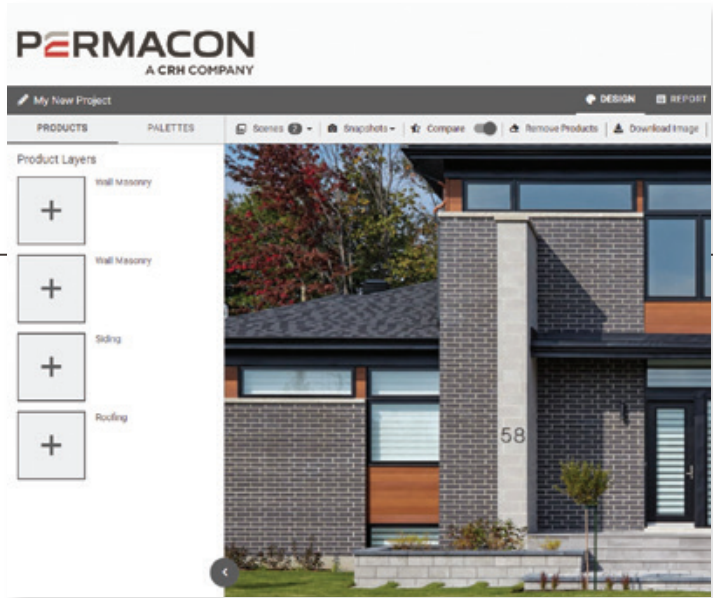 PERMACON
A CRH COMPANY
My New Project
DESIGN
REPORT
PRODUCTS
PALETTES
Scenes 2
Snapshots
Compare
Remove Products
Download Image
Product Layers
Wall Masonry
Wall Masonry
Siding
Roofing
58